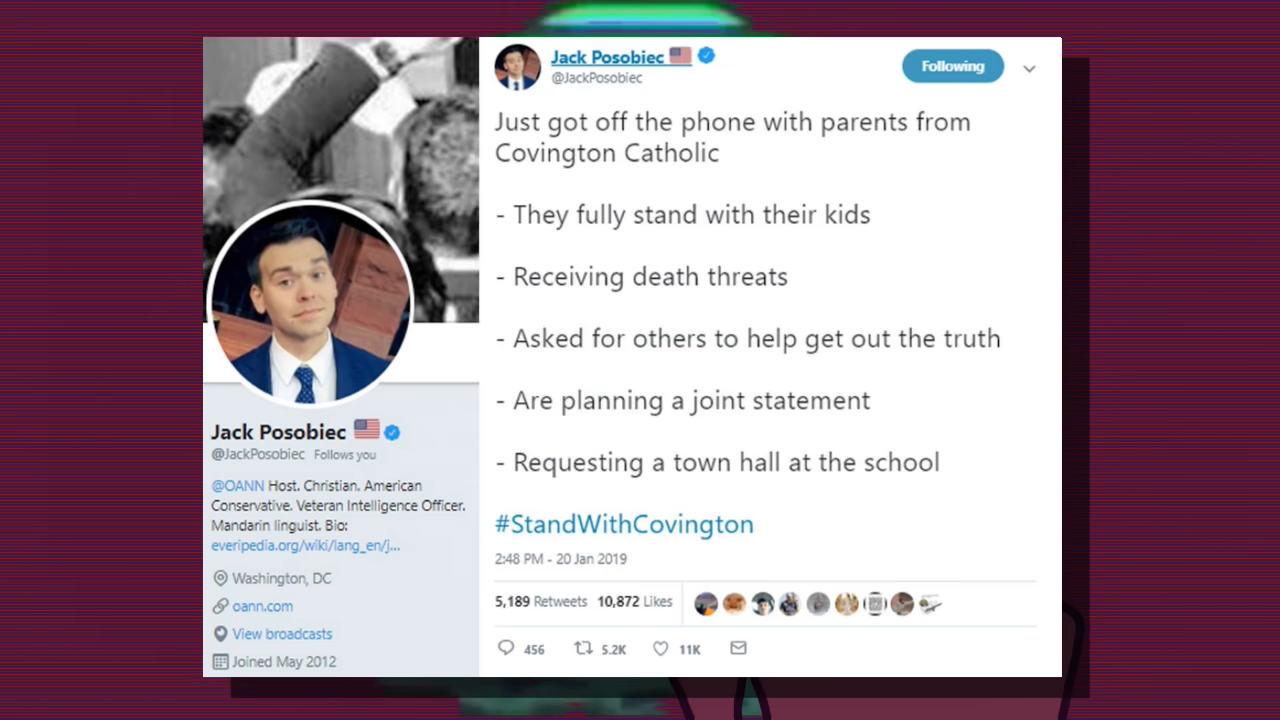 Jack Posobiec
@JackPosobiec Follows you
@OANN Host. Christian. American
Conservative. Veteran Intelligence Officer.
Mandarin linguist. Bio:
everipedia.org/wiki/lang_en/j...
Washington, DC
oann.com
View broadcasts
Joined May 2012
Jack Posobiec
@JackPosobiec
Following
Just got off the phone with parents from
Covington Catholic
- They fully stand with their kids
- Receiving death threats
- Asked for others to help get out the truth
- Are planning a joint statement
- Requesting a town hall at the school
#StandWithCovington
2:48 PM - 20 Jan 2019
5,189 Retweets 10,872 Likes
456 5.2K 11K